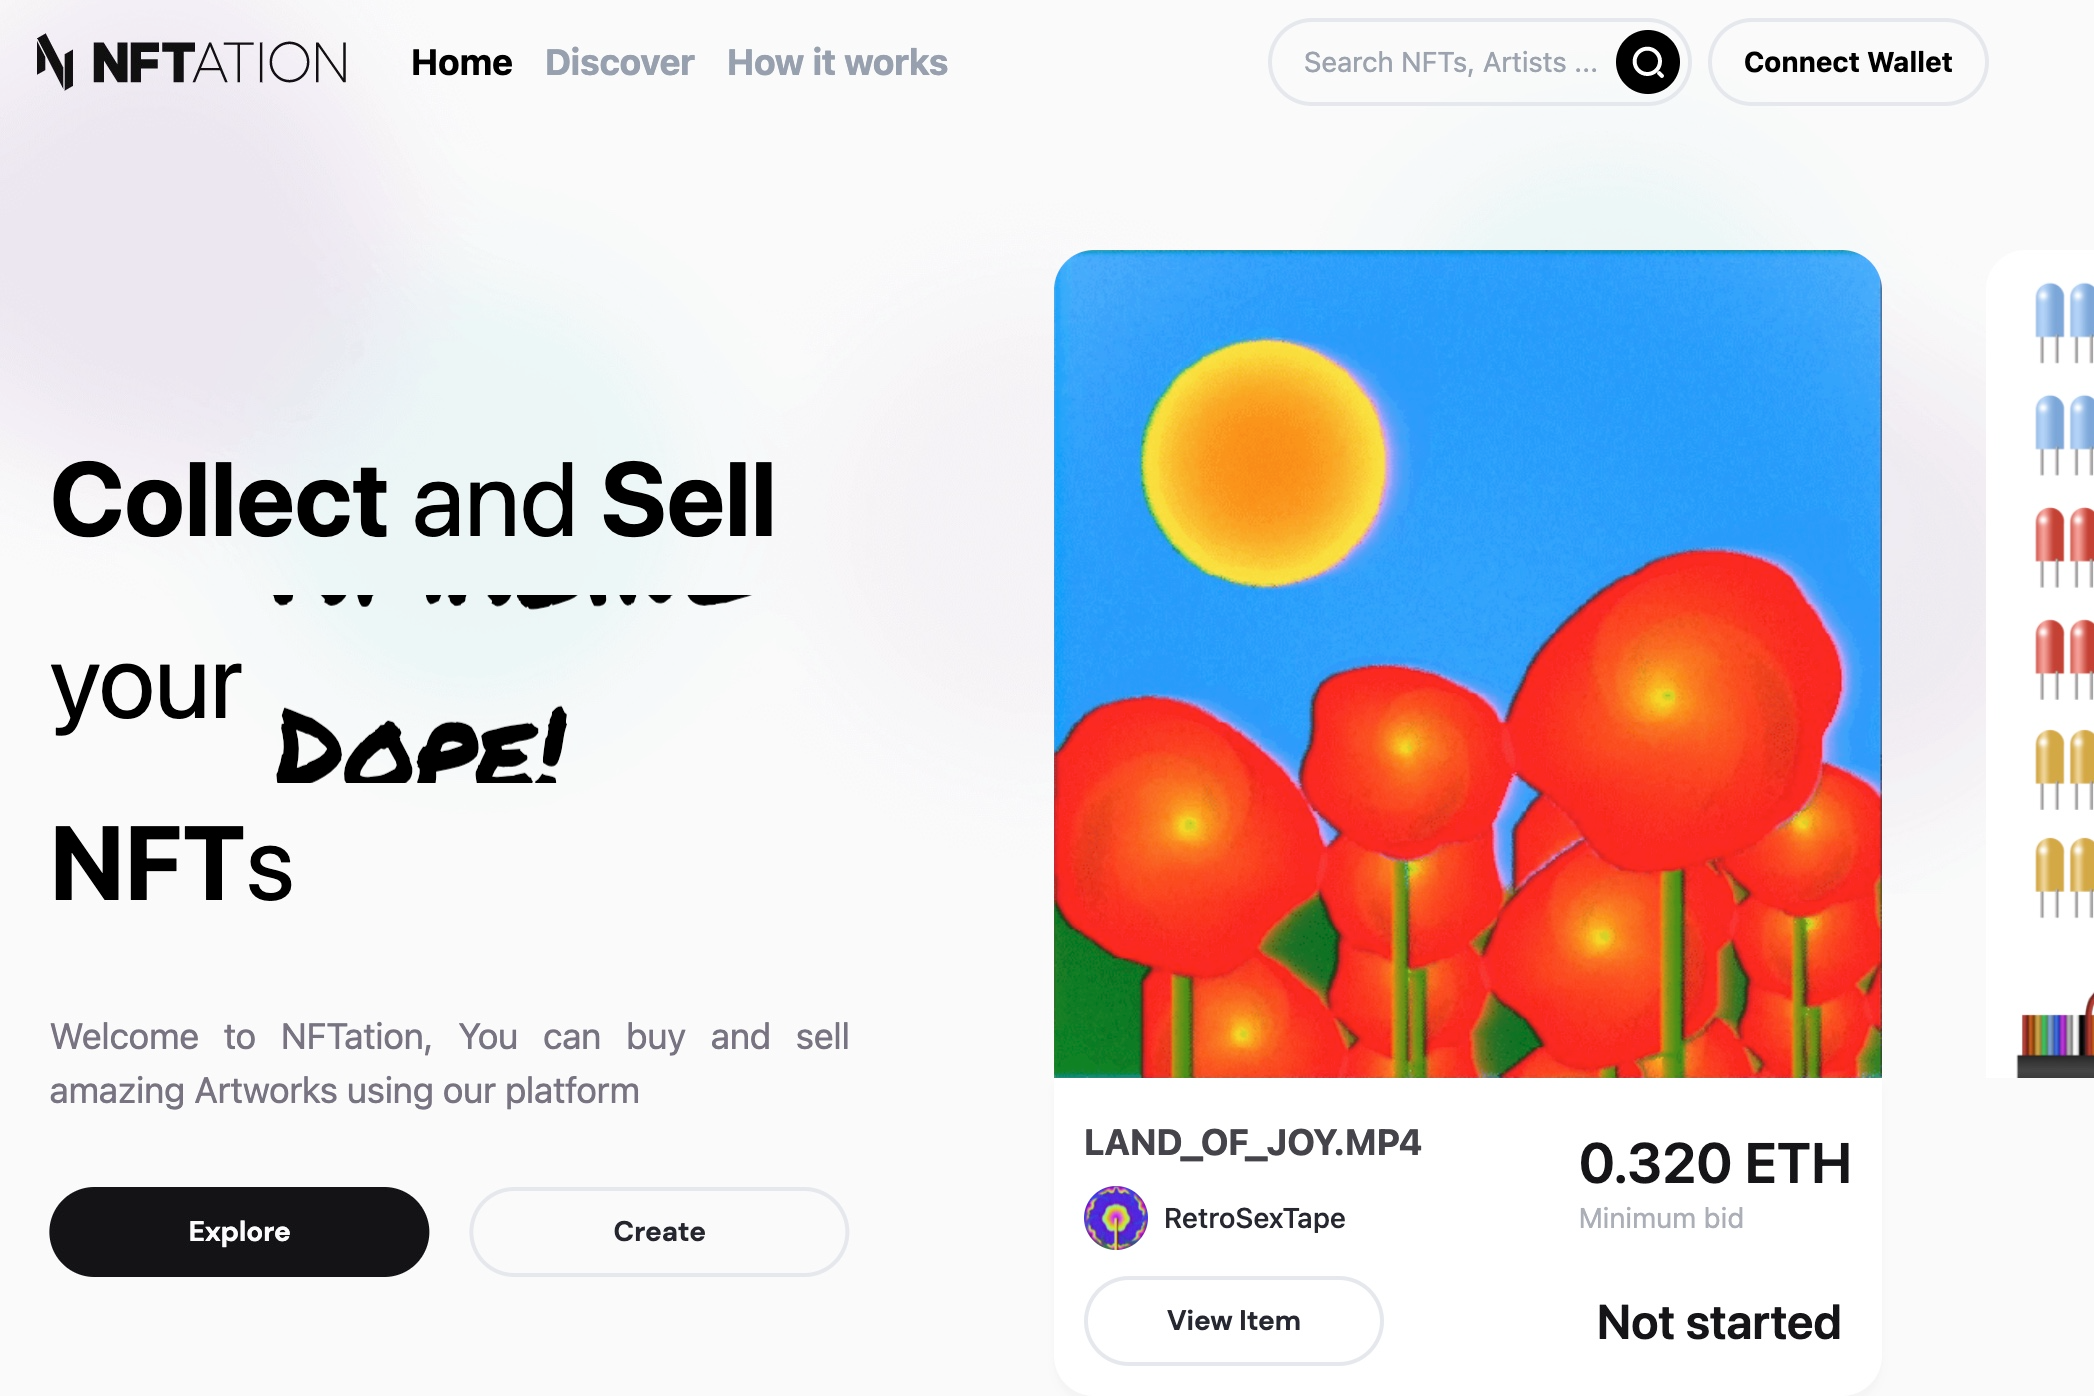 NFTATION
Home Discover How it works
Search NFTs, Artists ...
Connect Wallet
Collect and Sell
your DOPE!
NFTs
Welcome to NFTation, You can buy and sell
amazing Artworks using our platform
Explore
Create
LAND_OF_JOY.MP4
RetroSexTape
0.320 ETH
Minimum bid
View Item
Not started